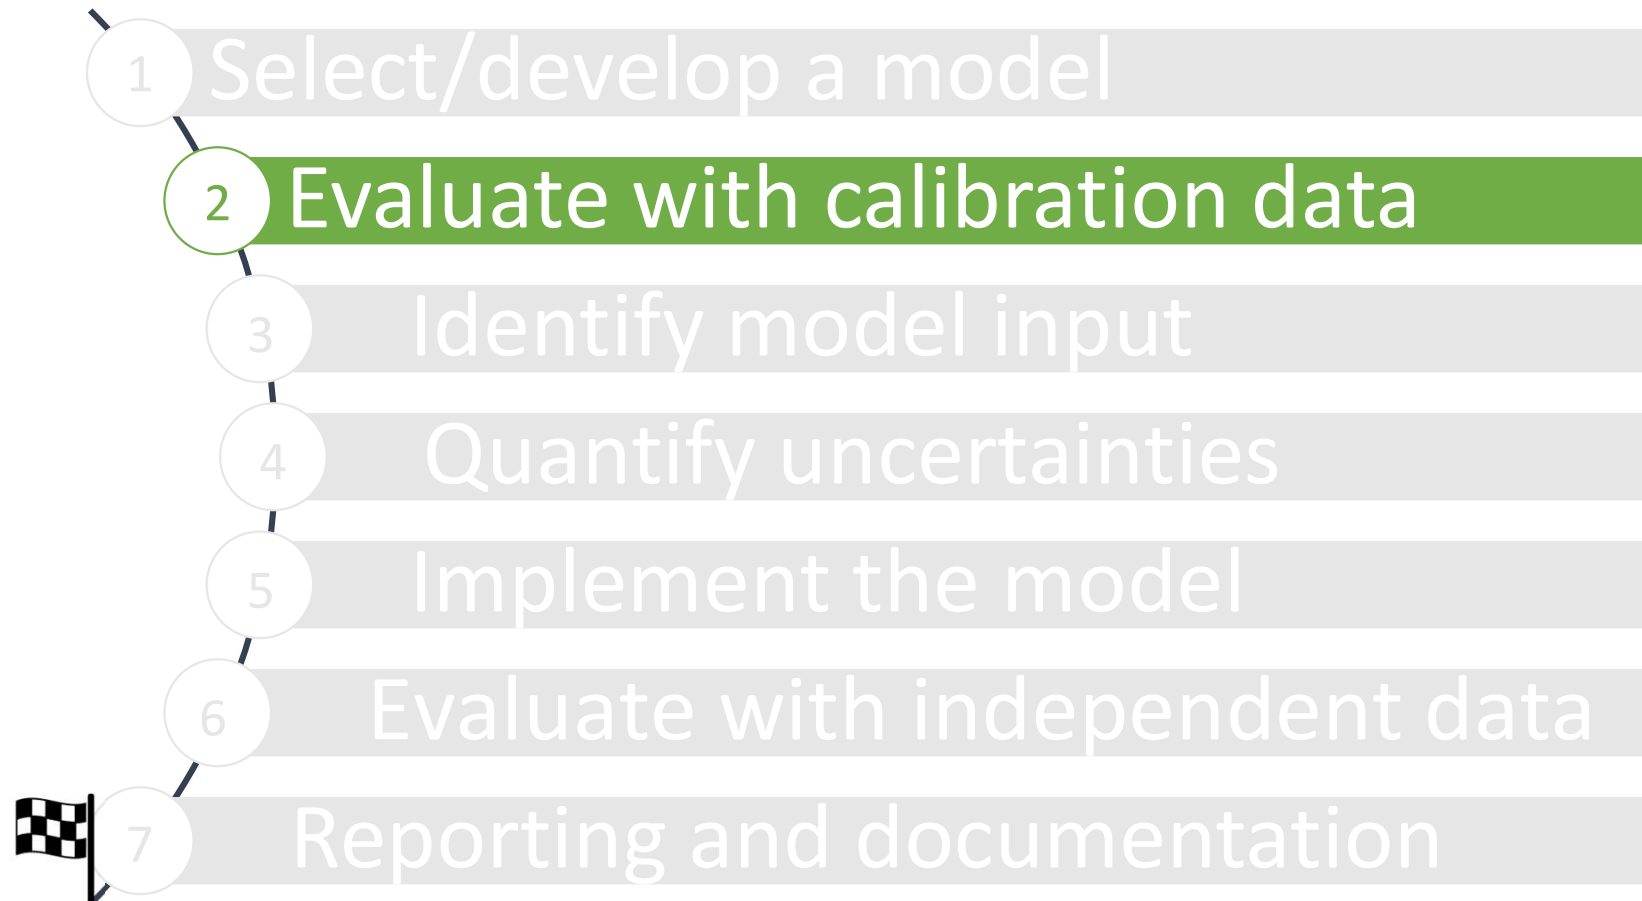 1 Select/develop a model
2 Evaluate with calibration data
3 Identify model input
4 Quantify uncertainties
5 Implement the model
6 Evaluate with independent data
7 Reporting and documentation